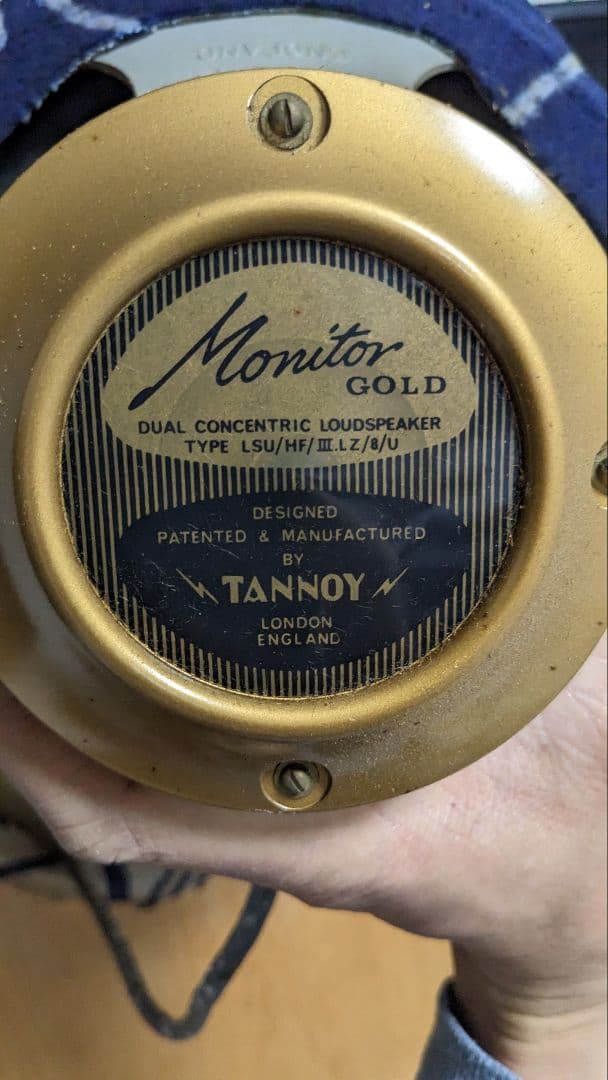 Monitor
GOLD
DUAL CONCENTRIC LOUDSPEAKER
TYPE LSU/HF/III.LZ/8/U
DESIGNED
PATENTED & MANUFACTURED
BY
TANNOY
LONDON
ENGLAND